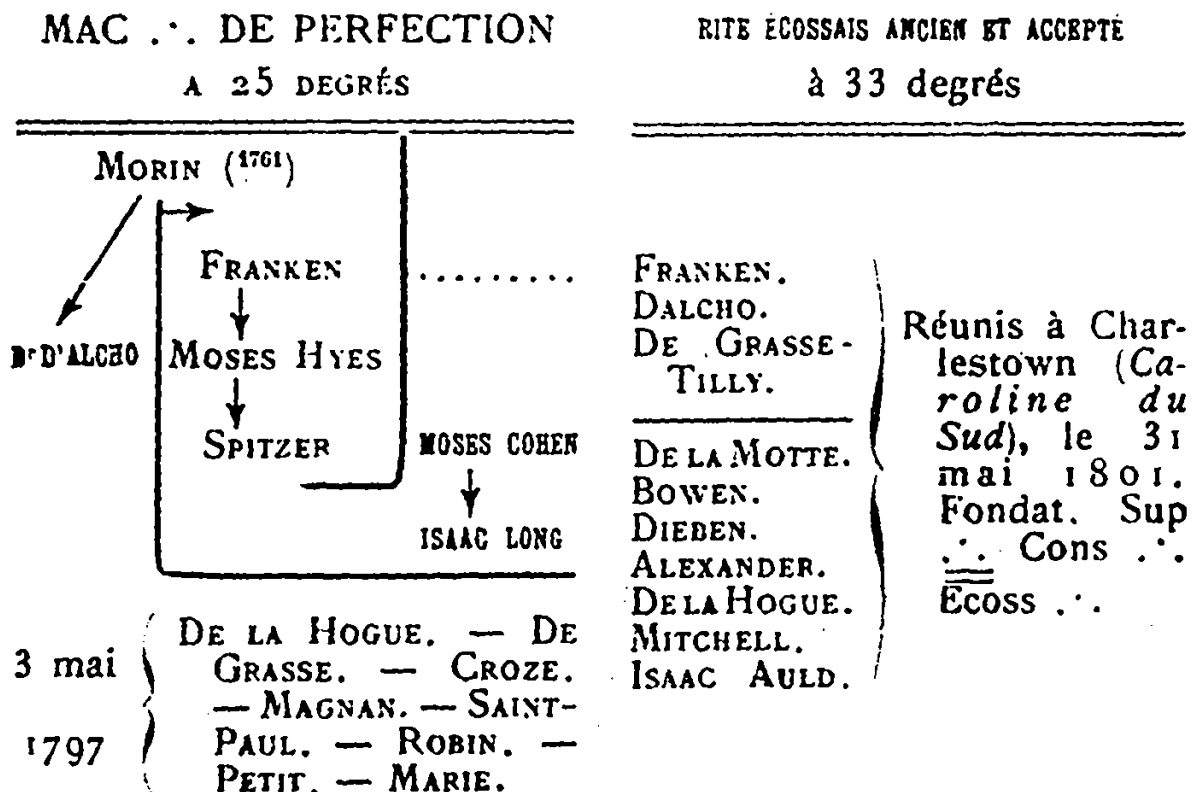 MAC .·. DE PERFECTION
A 25 DEGRÉS
MORIN (1761)
FRANKEN . . . . . . . . .
Dr D'ALCHO
MOSES HYES
SPITZER
MOSES COHEN
ISAAC LONG
3 mai
1797
DE LA HOGUE. — DE
GRASSE. — CROZE.
— MAGNAN. — SAINT-
PAUL. — ROBIN. —
PETIT. — MARIE.
RITE ÉCOSSAIS ANCIEN ET ACCEPTÉ
à 33 degrés
FRANKEN.
DALCHO.
DE GRASSE-
TILLY.
DE LA MOTTE.
BOWEN.
DIEBEN.
ALEXANDER.
DE LA HOGUE.
MITCHELL.
ISAAC AULD.
Réunis à Char-
lestown (Ca-
roline du
Sud), le 31
mai 1801.
Fondat. Sup
.·. Cons .·.
Écoss .·.